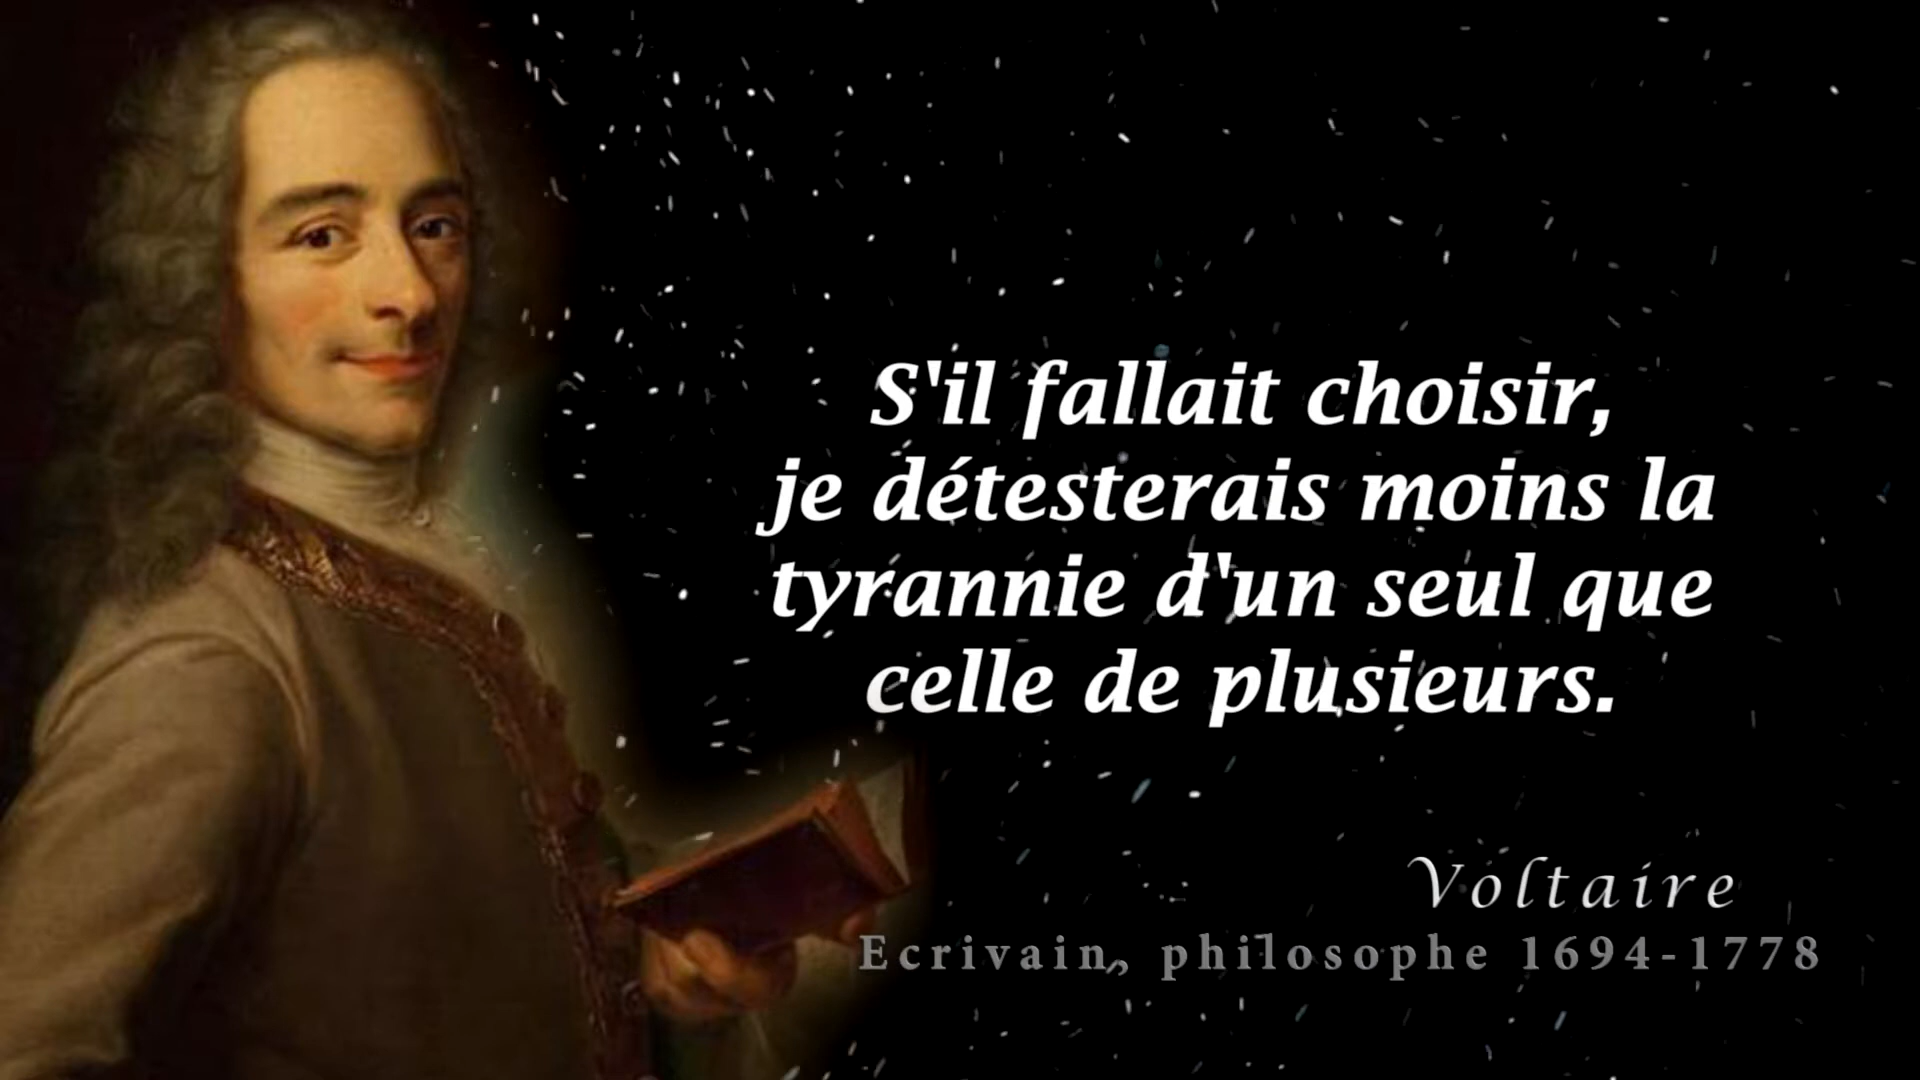 S'il fallait choisir,
je détesterais moins la
tyrannie d'un seul que
celle de plusieurs.
Voltaire
Ecrivain, philosophe 1694-1778